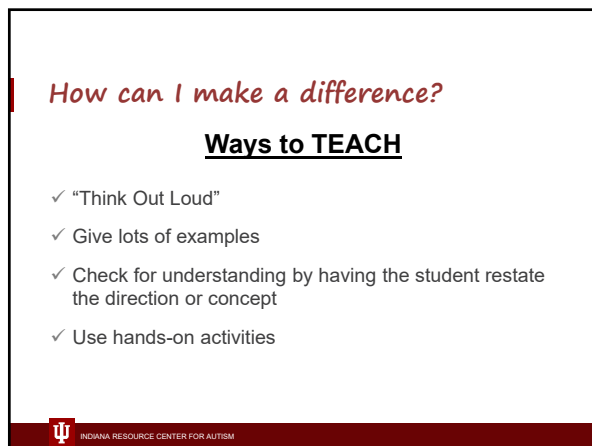 How can I make a difference?
Ways to TEACH
✓ “Think Out Loud”
✓ Give lots of examples
✓ Check for understanding by having the student restate
the direction or concept
✓ Use hands-on activities
INDIANA RESOURCE CENTER FOR AUTISM